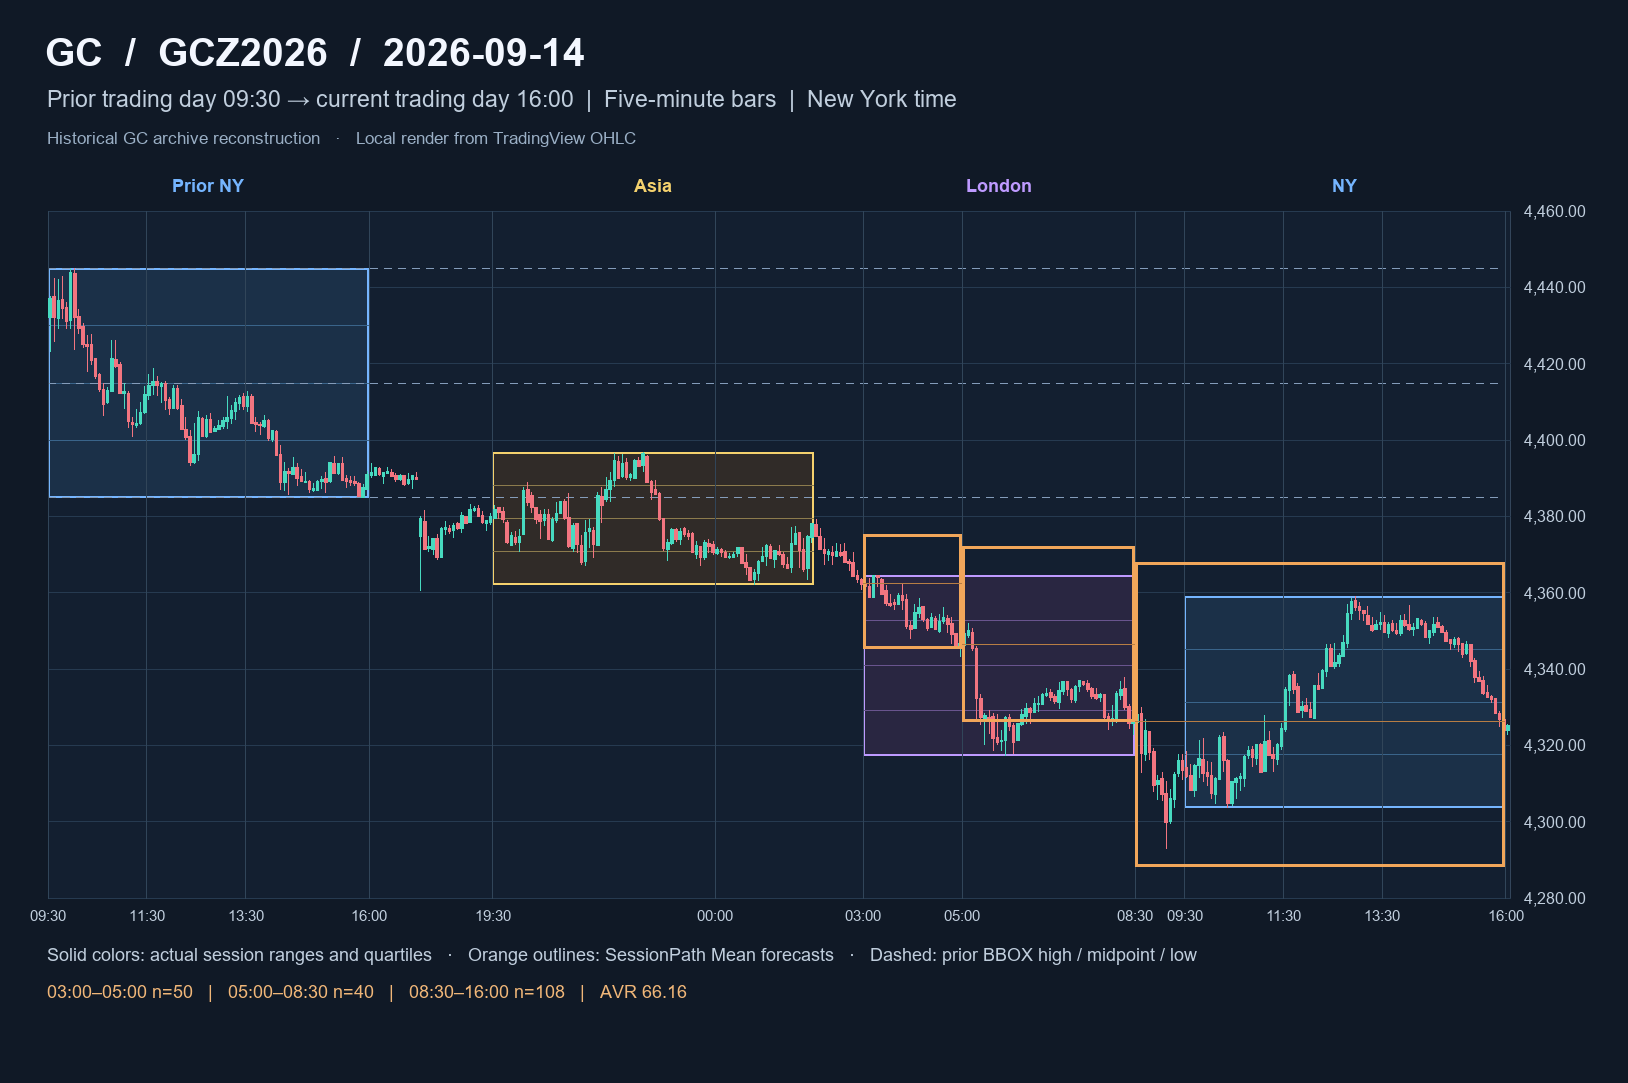 GC / GCZ2026 / 2026-09-14
Prior trading day 09:30 → current trading day 16:00 | Five-minute bars | New York time
Historical GC archive reconstruction · Local render from TradingView OHLC
Prior NY Asia London NY
4,460.00
4,440.00
4,420.00
4,400.00
4,380.00
4,360.00
4,340.00
4,320.00
4,300.00
4,280.00
09:30 11:30 13:30 16:00 19:30 00:00 03:00 05:00 08:30 09:30 11:30 13:30 16:00
Solid colors: actual session ranges and quartiles · Orange outlines: SessionPath Mean forecasts · Dashed: prior BBOX high / midpoint / low
03:00–05:00 n=50 | 05:00–08:30 n=40 | 08:30–16:00 n=108 | AVR 66.16